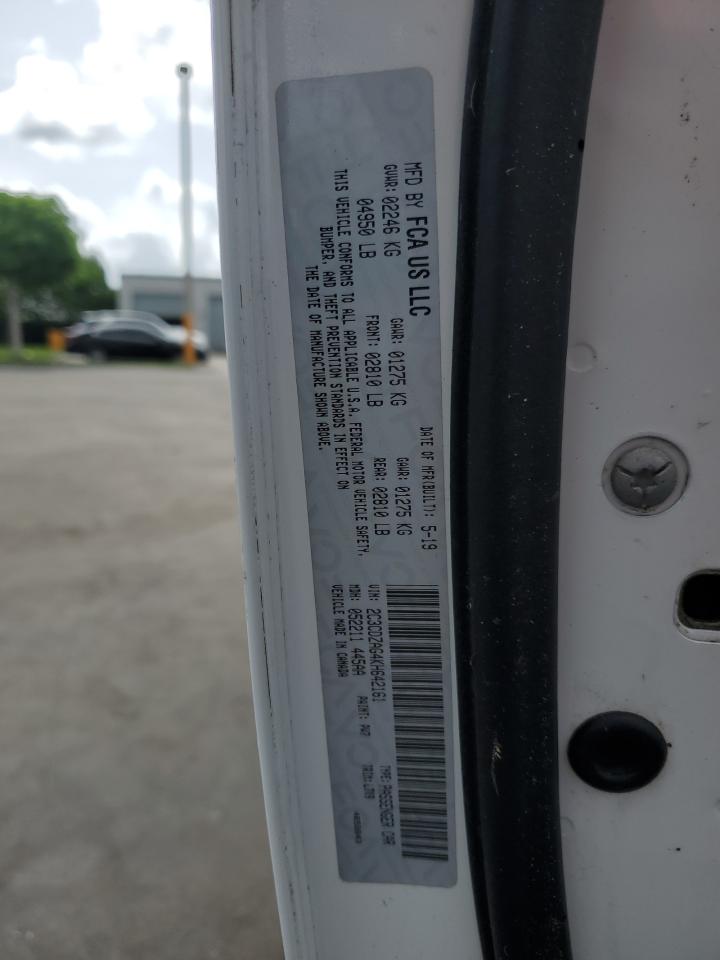 MFD BY FCA US LLC
DATE OF MFR(BUILT): 5-19
GVWR: 02246 KG GAWR: 01275 KG GAWR: 01275 KG
04950 LB FRONT: 02810 LB REAR: 02810 LB
THIS VEHICLE CONFORMS TO ALL APPLICABLE U.S.A. FEDERAL MOTOR VEHICLE SAFETY,
BUMPER, AND THEFT PREVENTION STANDARDS IN EFFECT ON
THE DATE OF MANUFACTURE SHOWN ABOVE.
VIN: 2C3CDZAG4KH642161 TYPE: PASSENGER CAR
MDH: 052211 445AA PAINT: PW7 TRIM:
VEHICLE MADE IN CANADA